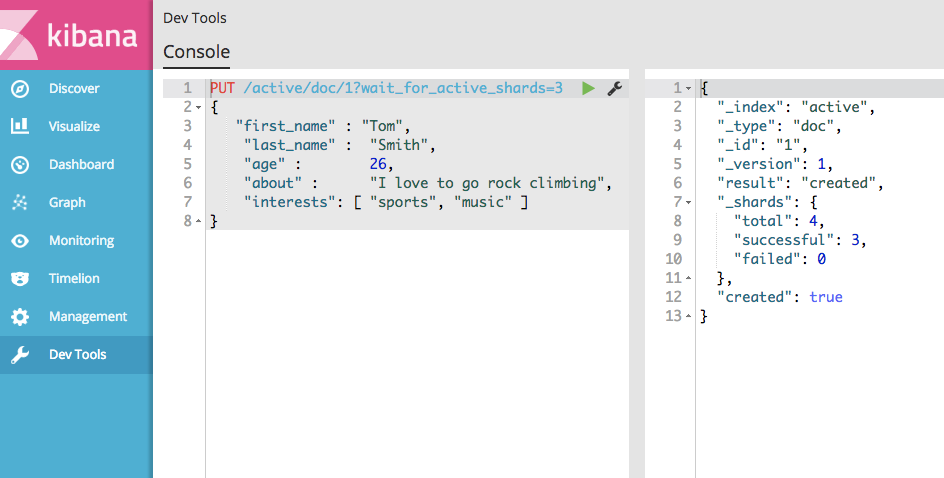 kibana
Discover
Visualize
Dashboard
Graph
Monitoring
Timelion
Management
Dev Tools
Dev Tools
Console
1 PUT /active/doc/1?wait_for_active_shards=3
2 {
3 "first_name" : "Tom",
4 "last_name" : "Smith",
5 "age" : 26,
6 "about" : "I love to go rock climbing",
7 "interests": [ "sports", "music" ]
8 }
1 {
2 "_index": "active",
3 "_type": "doc",
4 "_id": "1",
5 "_version": 1,
6 "result": "created",
7 "_shards": {
8 "total": 4,
9 "successful": 3,
10 "failed": 0
11 },
12 "created": true
13 }